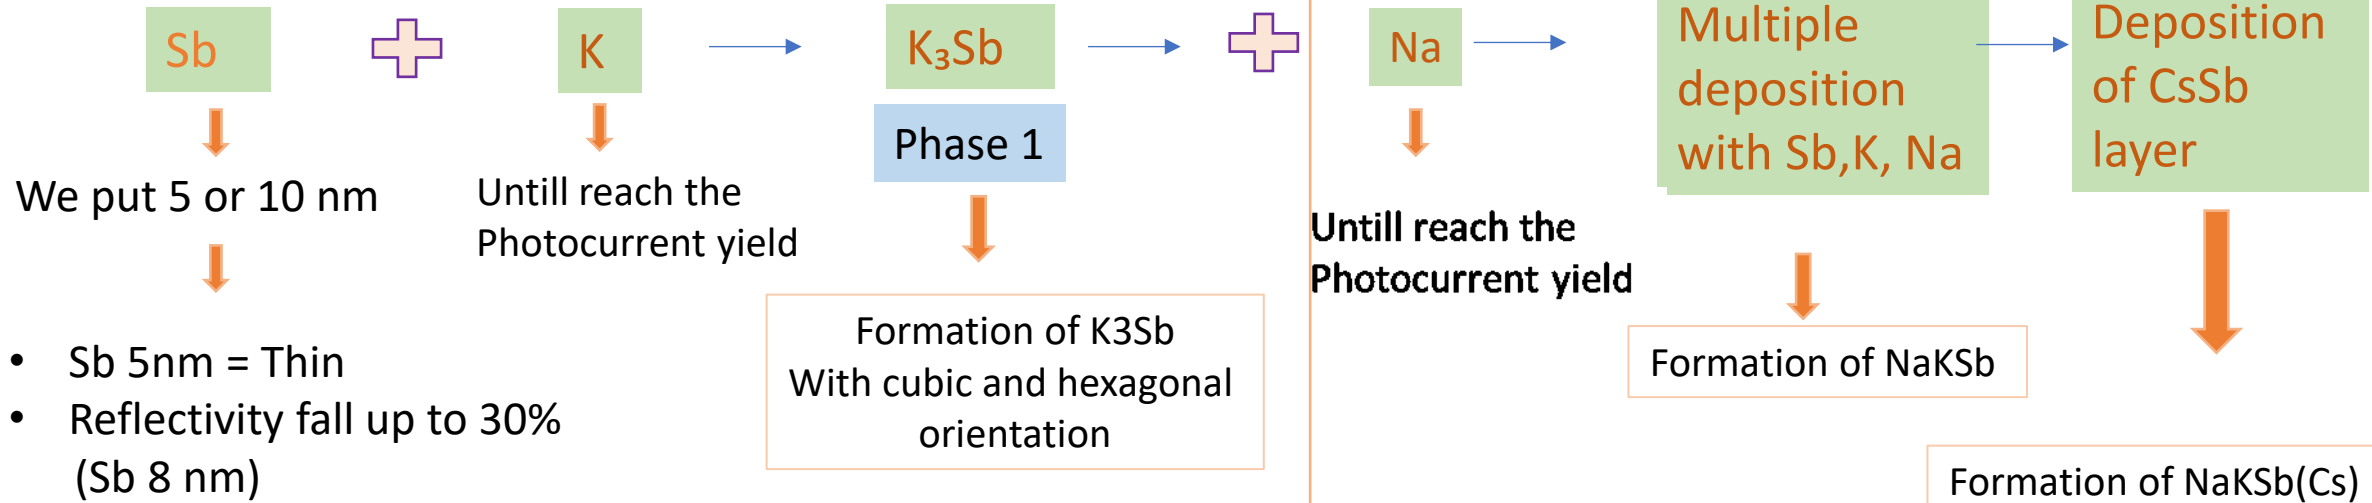 Sb
K
K₃Sb
Na
Multiple
deposition
with Sb,K, Na
Deposition
of CsSb
layer
Phase 1
We put 5 or 10 nm
Untill reach the
Photocurrent yield
Untill reach the
Photocurrent yield
• Sb 5nm = Thin
• Reflectivity fall up to 30%
(Sb 8 nm)
Formation of K3Sb
With cubic and hexagonal
orientation
Formation of NaKSb
Formation of NaKSb(Cs)